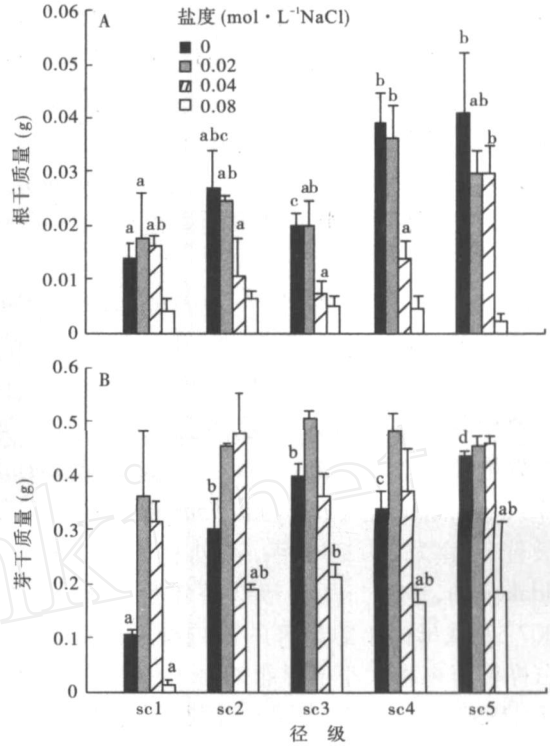 盐度 (mol·L⁻¹NaCl)
0
0.02
0.04
0.08
A
根干质量 (g)
0.06
0.05
0.04
0.03
0.02
0.01
0
a a ab
abc ab a
c ab a
b b a
b ab b
B
芽干质量 (g)
0.6
0.5
0.4
0.3
0.2
0.1
0
a a
b ab
b b
c ab
d ab
sc1 sc2 sc3 sc4 sc5
径 级